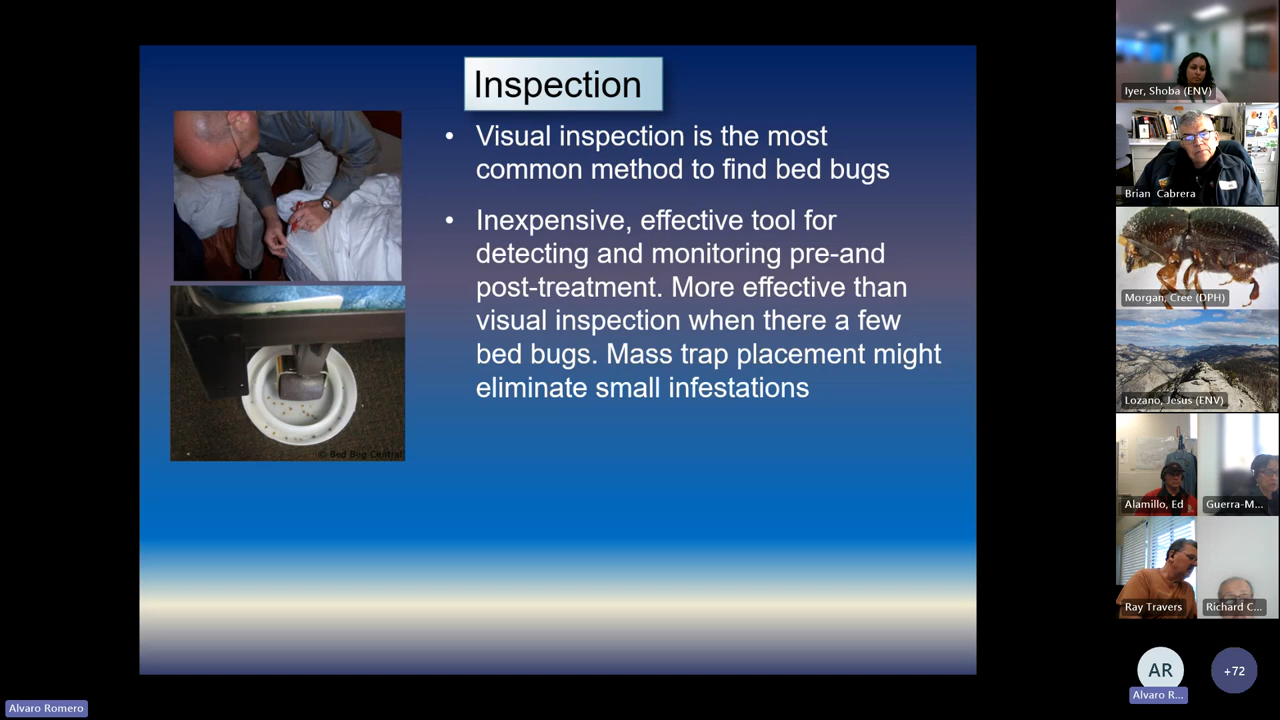 Inspection
• Visual inspection is the most
common method to find bed bugs
• Inexpensive, effective tool for
detecting and monitoring pre-and
post-treatment. More effective than
visual inspection when there a few
bed bugs. Mass trap placement might
eliminate small infestations
© Bed Bug Central
Iyer, Shoba (ENV)
Brian Cabrera
Morgan, Cree (DPH)
Lozano, Jesus (ENV)
Alamillo, Ed
Guerra-M...
Ray Travers
Richard C...
AR
+72
Alvaro R...
Alvaro Romero